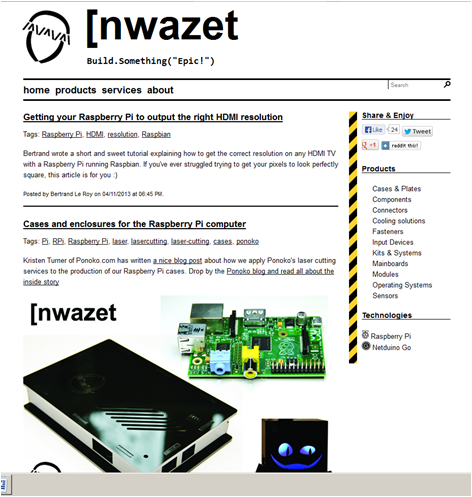 [nwazet
Build.Something("Epic!")
home products services about
Search
Getting your Raspberry Pi to output the right HDMI resolution
Tags: Raspberry Pi, HDMI, resolution, Raspbian
Bertrand wrote a short and sweet tutorial explaining how to get the correct resolution on any HDMI TV
with a Raspberry Pi running Raspbian. If you've ever struggled trying to get your pixels to look perfectly
square, this article is for you :)
Posted by Bertrand Le Roy on 04/11/2013 at 06:45 PM.
Cases and enclosures for the Raspberry Pi computer
Tags: Pi, RPi, Raspberry Pi, laser, lasercutting, laser-cutting, cases, ponoko
Kristen Turner of Ponoko.com has written a nice blog post about how we apply Ponoko's laser cutting
services to the production of our Raspberry Pi cases. Drop by the Ponoko blog and read all about the
inside story
[nwazet
Share & Enjoy
Like 24 Tweet
+1 reddit this!
Products
Cases & Plates
Components
Connectors
Cooling solutions
Fasteners
Input Devices
Kits & Systems
Mainboards
Modules
Operating Systems
Sensors
Technologies
Raspberry Pi
Netduino Go